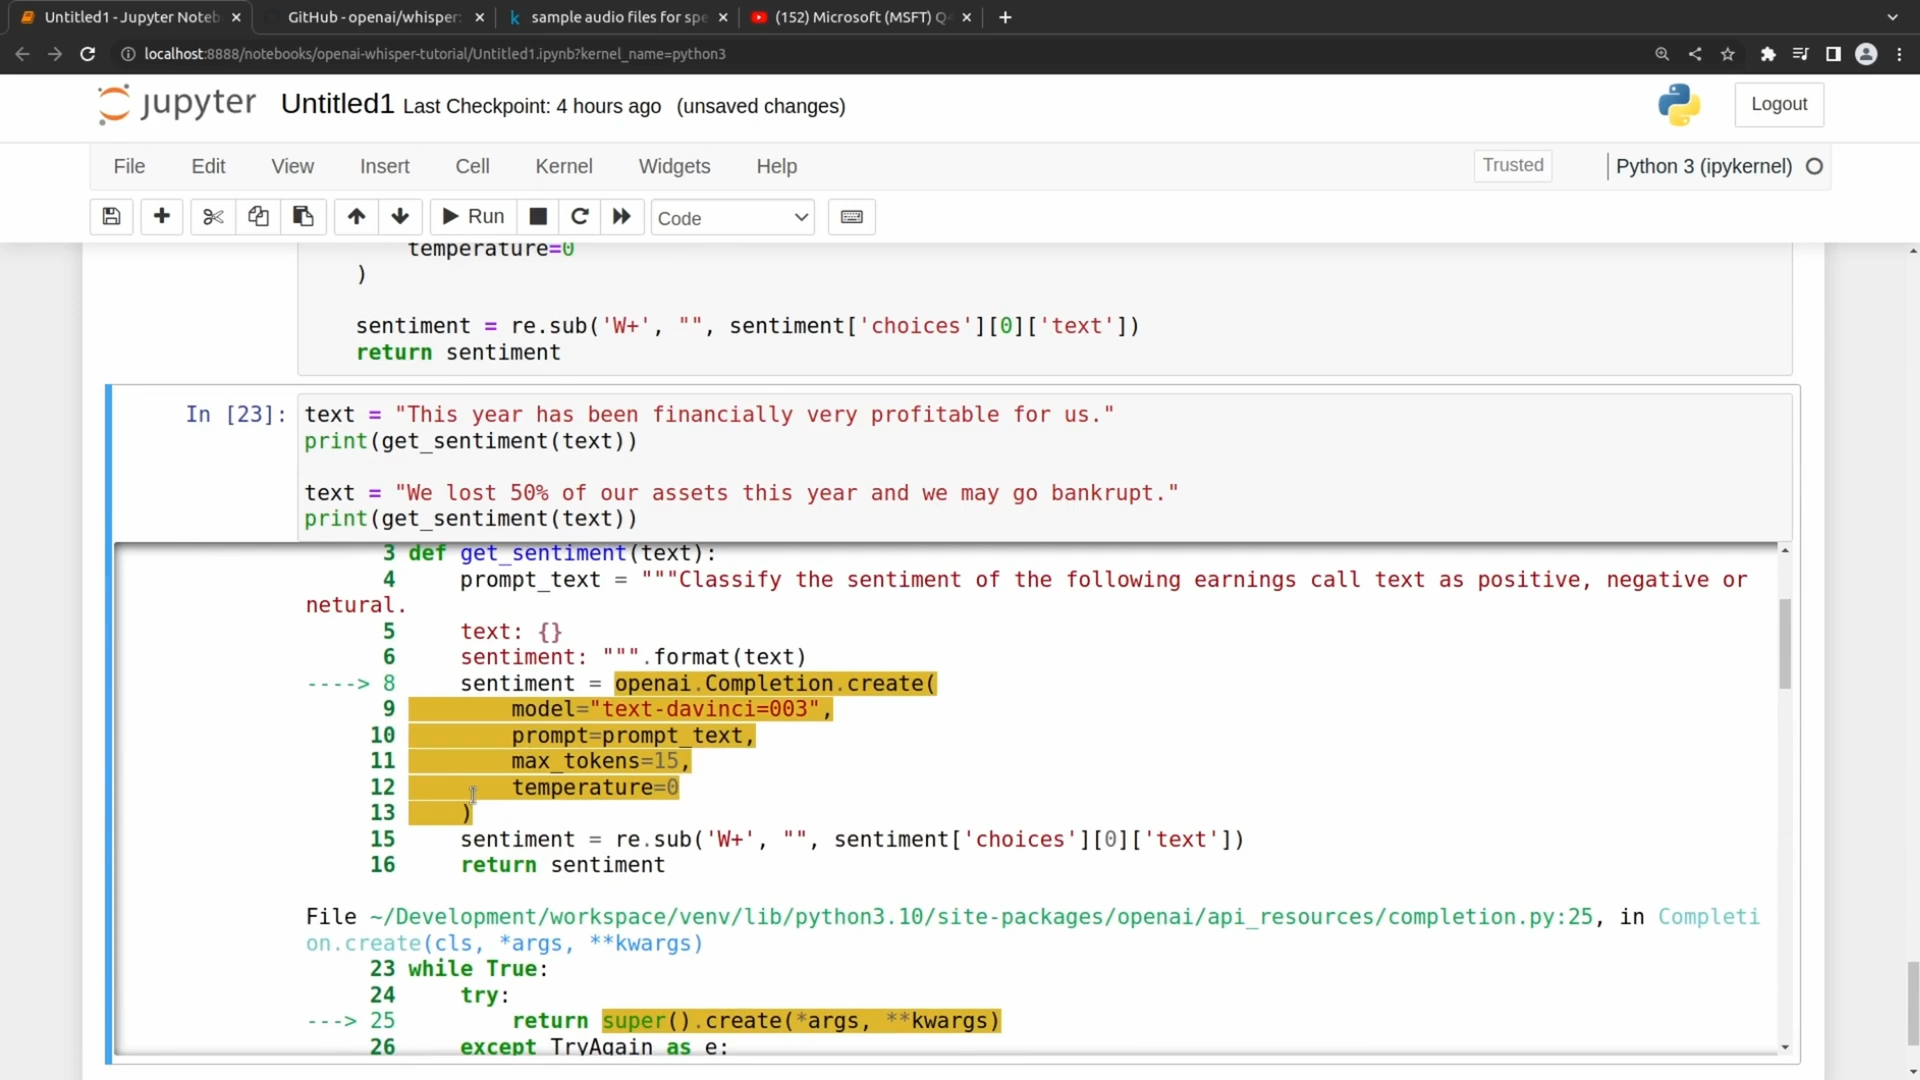 Untitled1 - Jupyter Noteb
GitHub - openai/whisper:
sample audio files for spe
(152) Microsoft (MSFT) Q
localhost:8888/notebooks/openai-whisper-tutorial/Untitled1.ipynb?kernel_name=python3
jupyter Untitled1 Last Checkpoint: 4 hours ago (unsaved changes)
Logout
File Edit View Insert Cell Kernel Widgets Help
Trusted
Python 3 (ipykernel)
Run
Code
temperature=0
)
sentiment = re.sub('W+', "", sentiment['choices'][0]['text'])
return sentiment
In [23]: text = "This year has been financially very profitable for us."
print(get_sentiment(text))
text = "We lost 50% of our assets this year and we may go bankrupt."
print(get_sentiment(text))
3 def get_sentiment(text):
4 prompt_text = """Classify the sentiment of the following earnings call text as positive, negative or
netural.
5 text: {}
6 sentiment: """.format(text)
----> 8 sentiment = openai.Completion.create(
9 model="text-davinci=003",
10 prompt=prompt_text,
11 max_tokens=15,
12 temperature=0
13 )
15 sentiment = re.sub('W+', "", sentiment['choices'][0]['text'])
16 return sentiment
File ~/Development/workspace/venv/lib/python3.10/site-packages/openai/api_resources/completion.py:25, in Completi
on.create(cls, *args, **kwargs)
23 while True:
24 try:
---> 25 return super().create(*args, **kwargs)
26 except TryAgain as e: